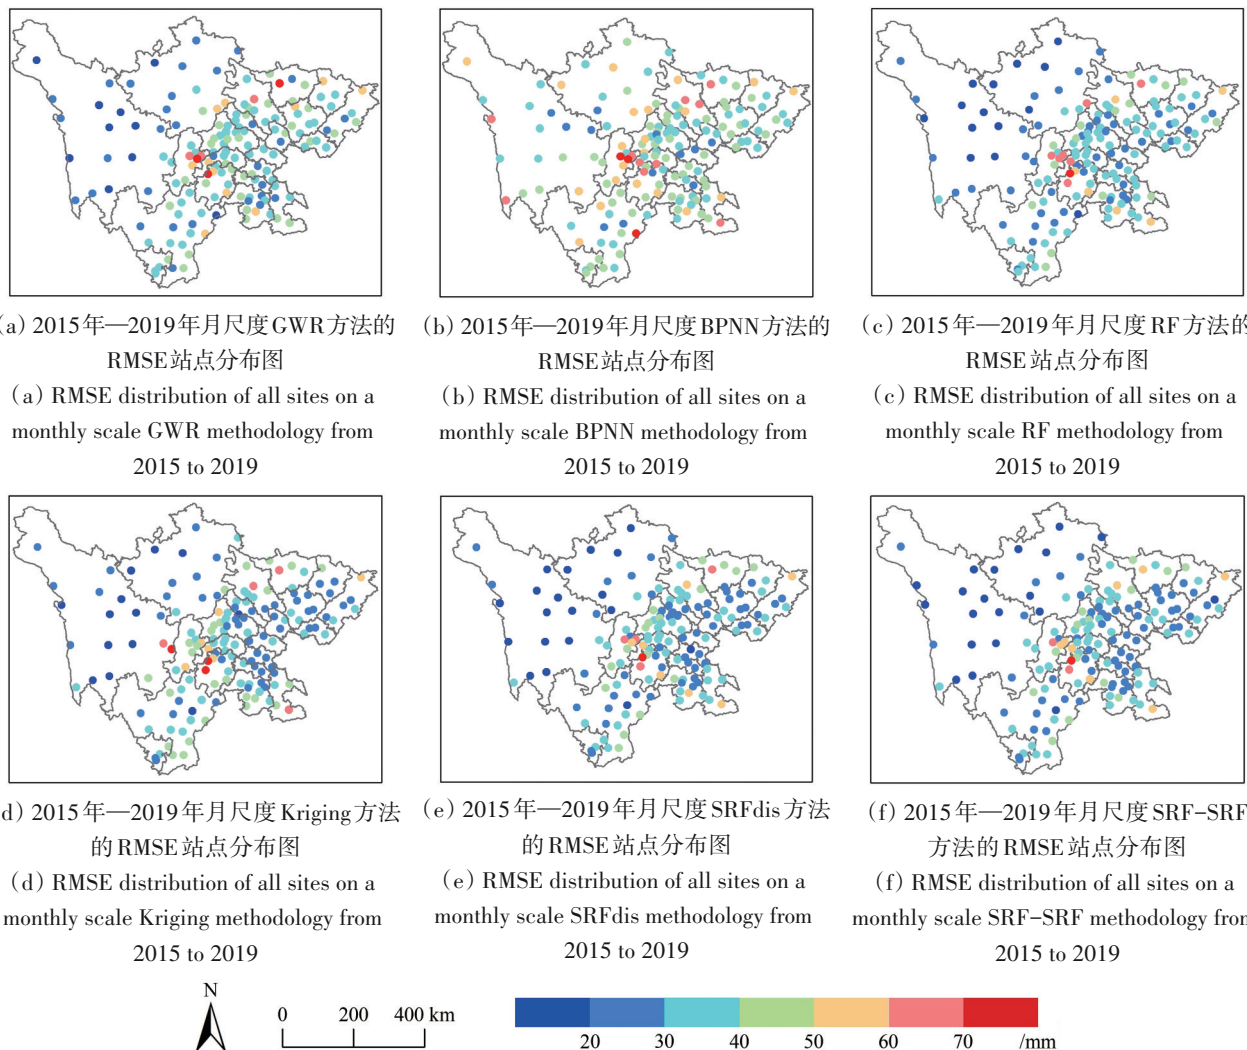 (a) 2015年—2019年月尺度GWR方法的
RMSE站点分布图
(a) RMSE distribution of all sites on a
monthly scale GWR methodology from
2015 to 2019
(b) 2015年—2019年月尺度BPNN方法的
RMSE站点分布图
(b) RMSE distribution of all sites on a
monthly scale BPNN methodology from
2015 to 2019
(c) 2015年—2019年月尺度RF方法的
RMSE站点分布图
(c) RMSE distribution of all sites on a
monthly scale RF methodology from
2015 to 2019
d) 2015年—2019年月尺度Kriging方法
的RMSE站点分布图
(d) RMSE distribution of all sites on a
monthly scale Kriging methodology from
2015 to 2019
(e) 2015年—2019年月尺度SRFdis方法
的RMSE站点分布图
(e) RMSE distribution of all sites on a
monthly scale SRFdis methodology from
2015 to 2019
(f) 2015年—2019年月尺度SRF-SRF
方法的RMSE站点分布图
(f) RMSE distribution of all sites on a
monthly scale SRF-SRF methodology from
2015 to 2019
N
0 200 400 km
20 30 40 50 60 70 /mm